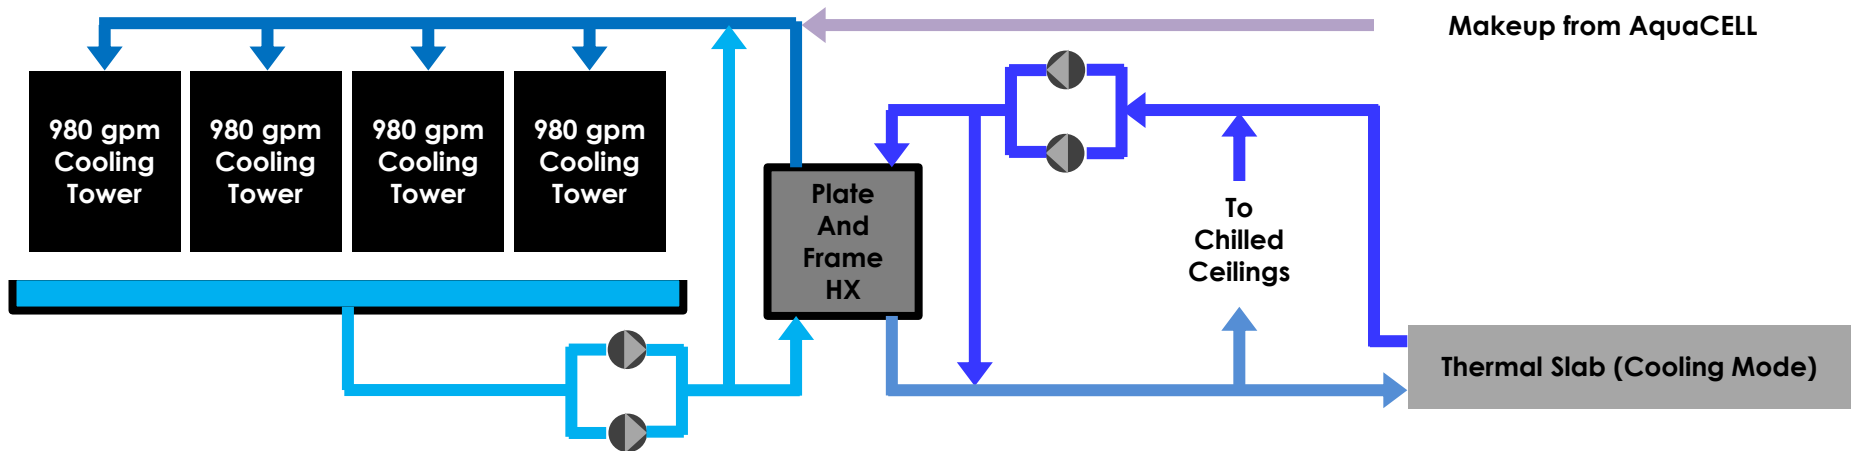 Makeup from AquaCELL
980 gpm
Cooling
Tower
980 gpm
Cooling
Tower
980 gpm
Cooling
Tower
980 gpm
Cooling
Tower
Plate
And
Frame
HX
To
Chilled
Ceilings
Thermal Slab (Cooling Mode)